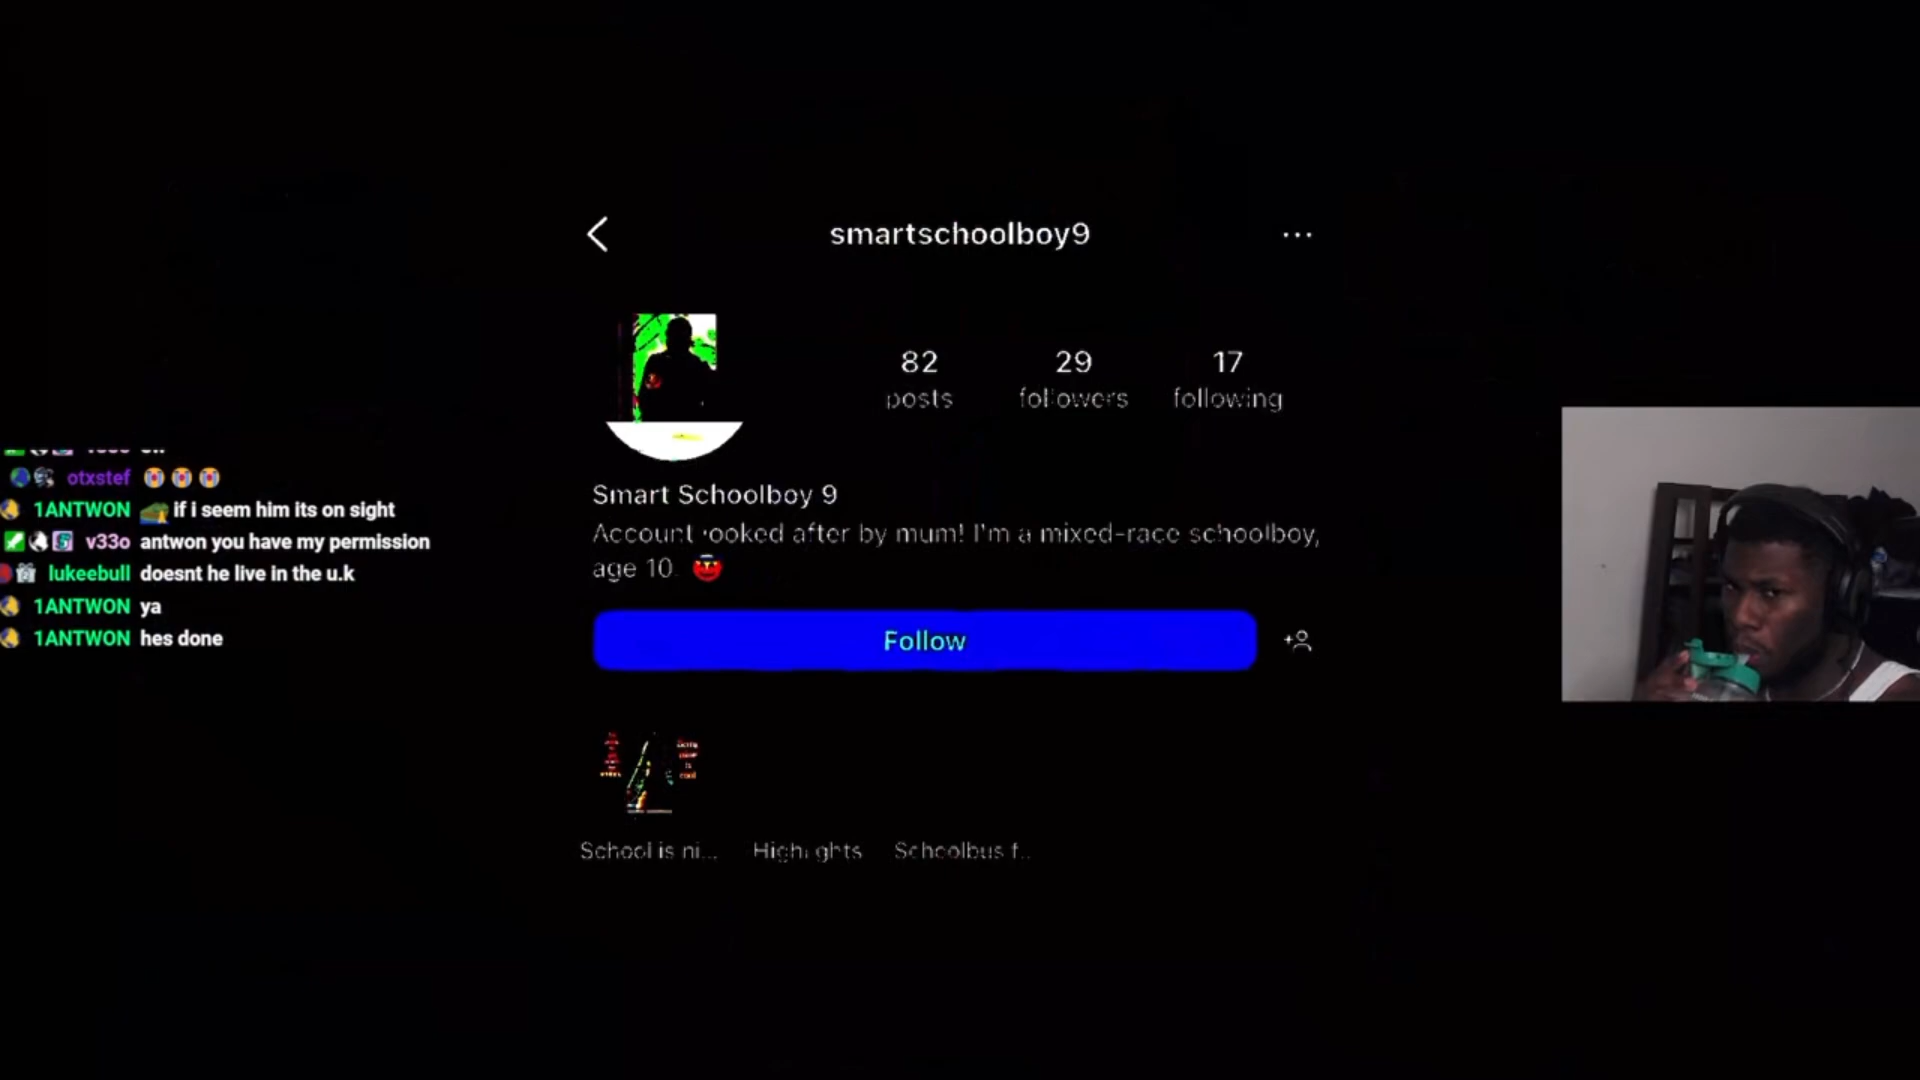 smartschoolboy9
...
82
29
17
posts
followers
following
Smart Schoolboy 9
Account looked after by mum! I'm a mixed-race schoolboy,
age 10.
Follow
School is ni...
Highlights
Schoolbus f...
otxstef
1ANTWON if i seem him its on sight
v33o antwon you have my permission
lukeebull doesnt he live in the u.k
1ANTWON ya
1ANTWON hes done